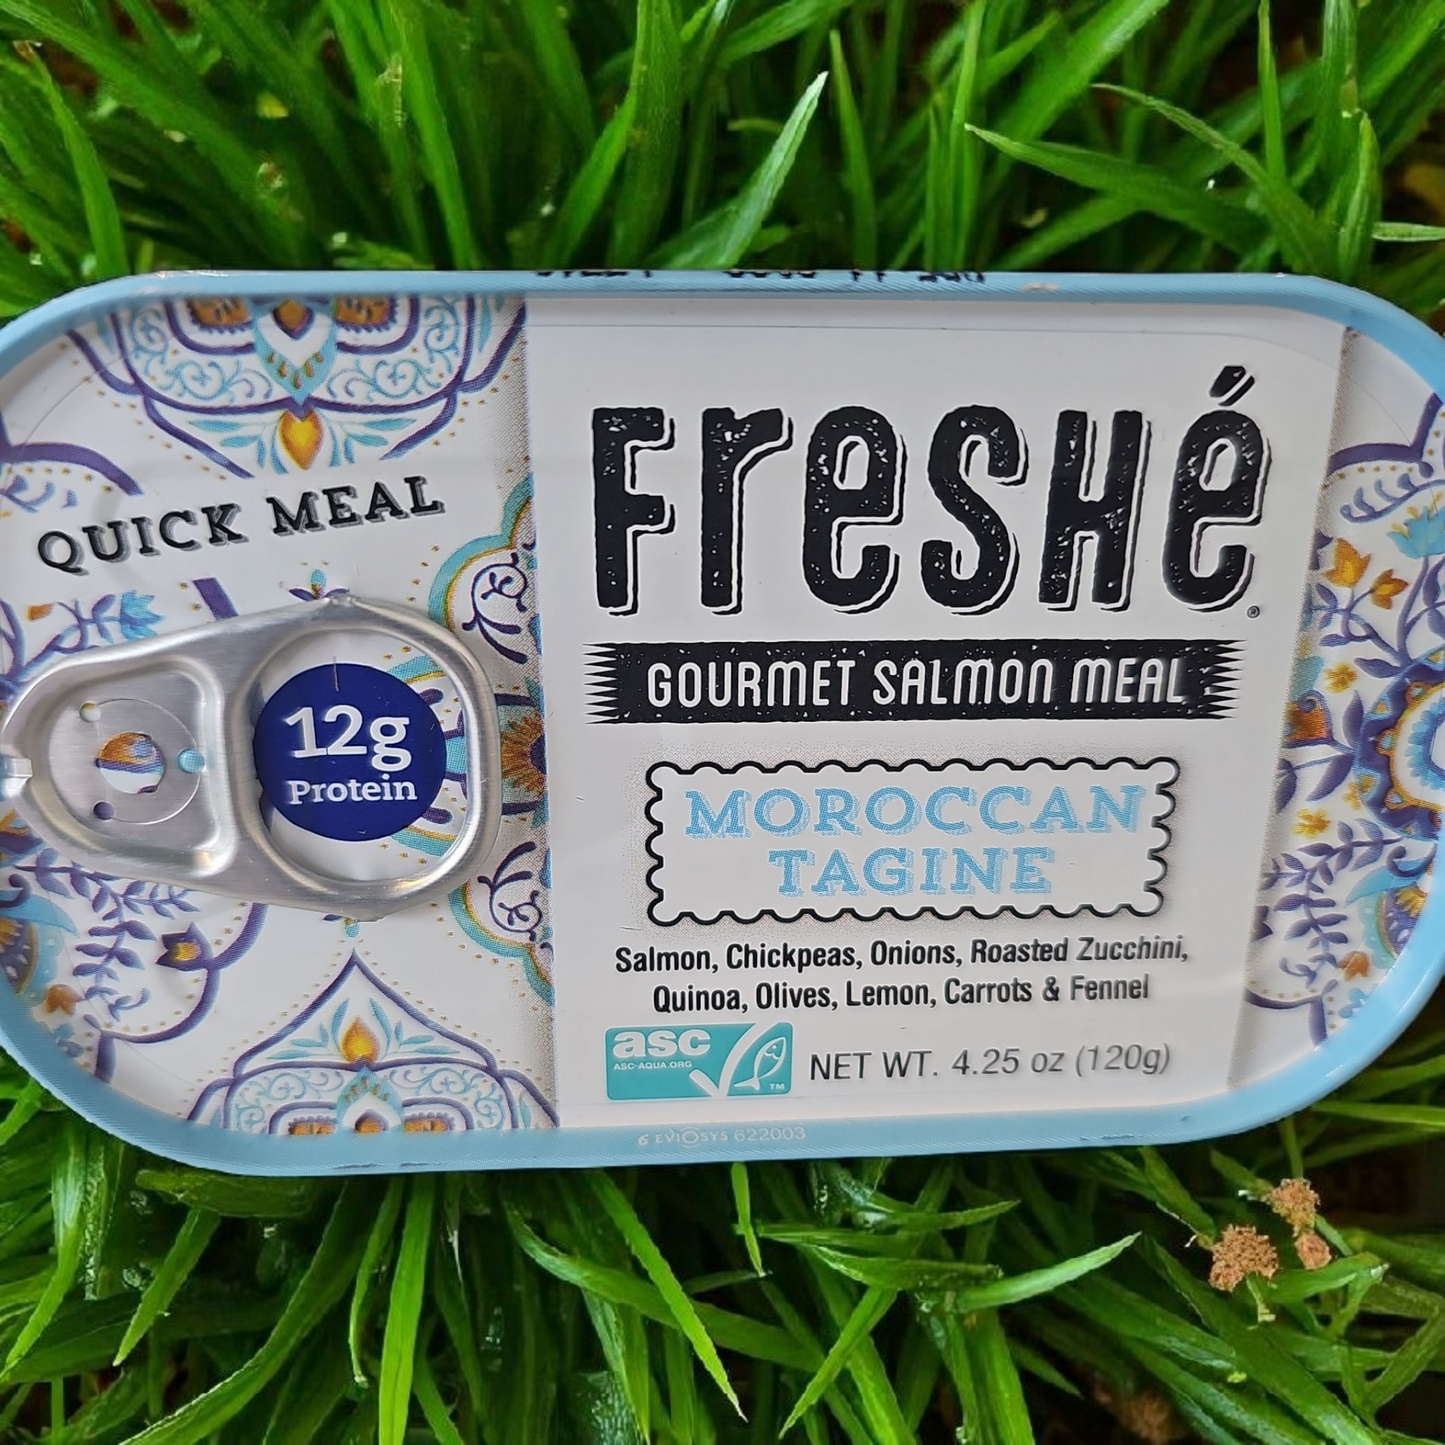 QUICK MEAL
12g
Protein
Freshé®
GOURMET SALMON MEAL
MOROCCAN
TAGINE
Salmon, Chickpeas, Onions, Roasted Zucchini,
Quinoa, Olives, Lemon, Carrots & Fennel
asc
ASC-AQUA.ORG
TM
NET WT. 4.25 oz (120g)
EVIOSYS 622003